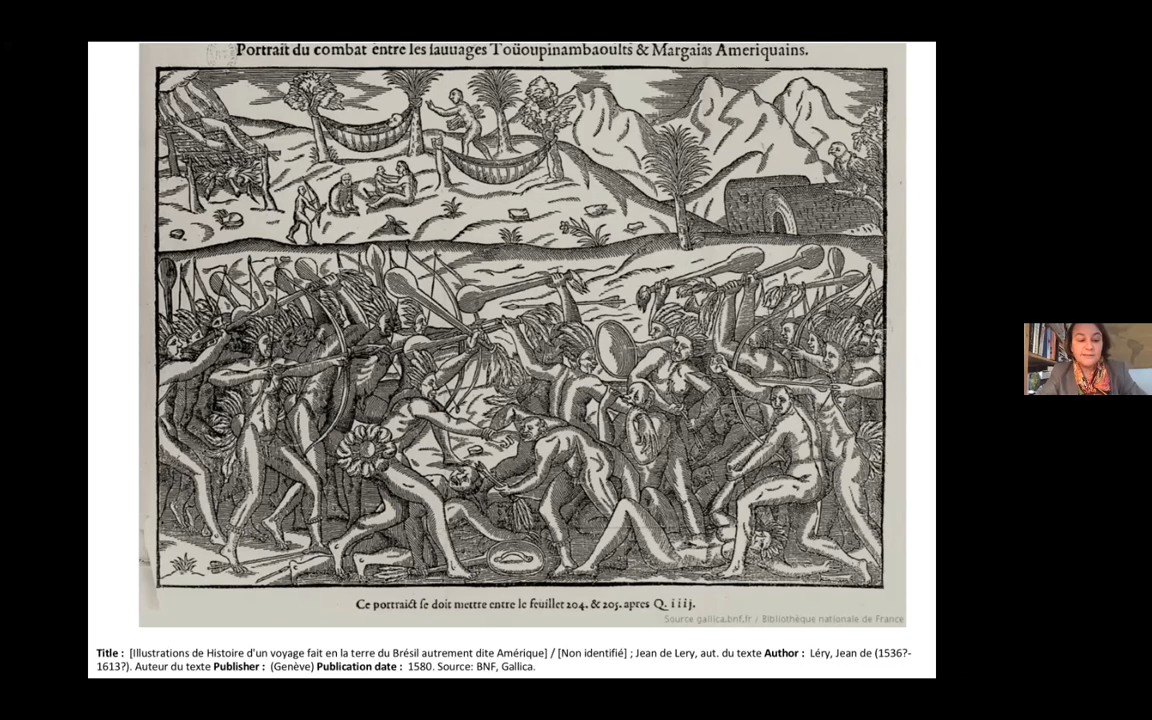 Portrait du combat entre les sauuages Toüoupinambaoults & Margaias Ameriquains.
Ce portraict se doit mettre entre le feuillet 204. & 205. apres Q. iiij.
Source gallica.bnf.fr / Bibliothèque nationale de France
Title : [Illustrations de Histoire d'un voyage fait en la terre du Brésil autrement dite Amérique] / [Non identifié] ; Jean de Lery, aut. du texte Author : Léry, Jean de (1536?-
1613?). Auteur du texte Publisher : (Genève) Publication date : 1580. Source: BNF, Gallica.